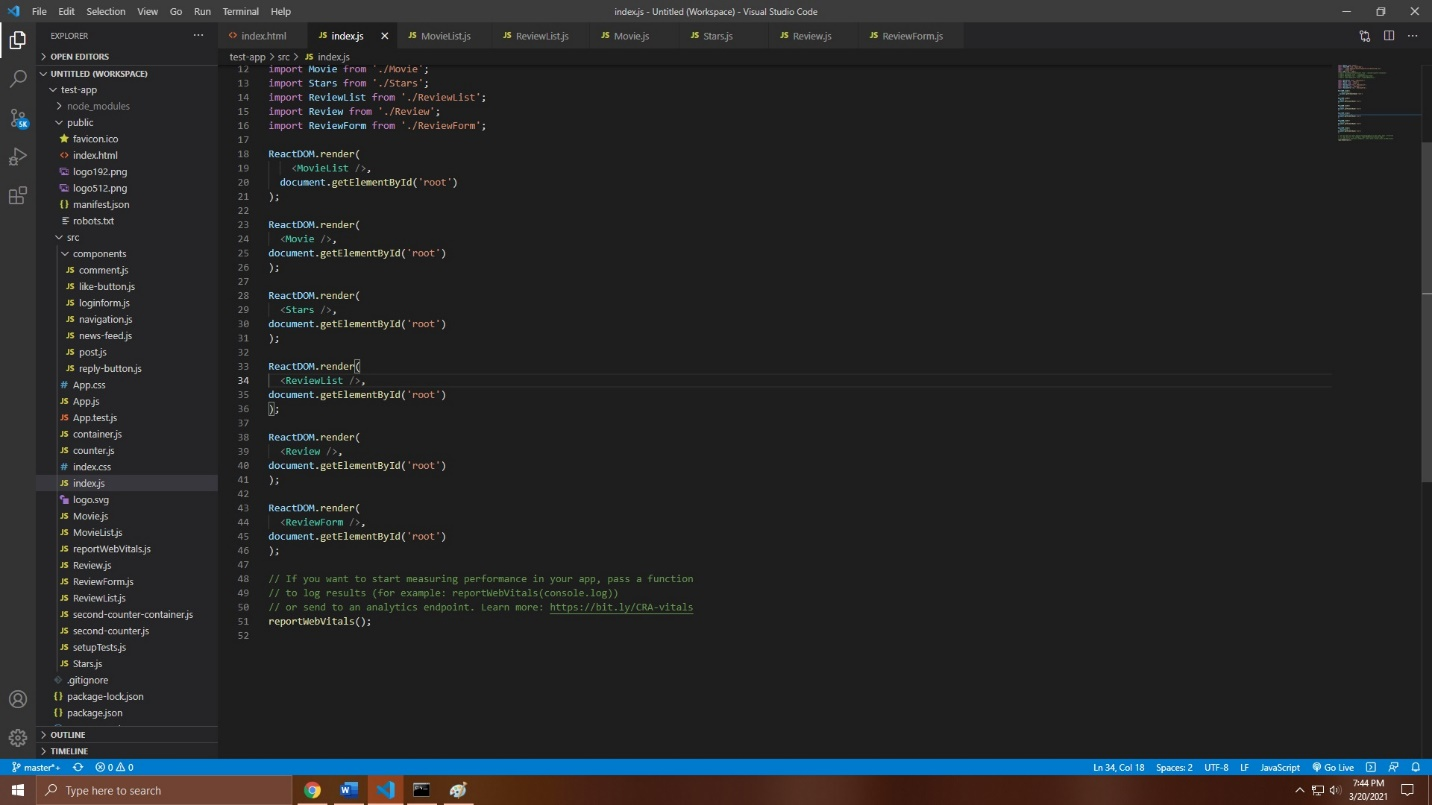 File Edit Selection View Go Run Terminal Help
index.js - Untitled (Workspace) - Visual Studio Code
EXPLORER
OPEN EDITORS
UNTITLED (WORKSPACE)
test-app
node_modules
public
favicon.ico
index.html
logo192.png
logo512.png
manifest.json
robots.txt
src
components
comment.js
like-button.js
loginform.js
navigation.js
news-feed.js
post.js
reply-button.js
App.css
App.js
App.test.js
container.js
counter.js
index.css
index.js
logo.svg
Movie.js
MovieList.js
reportWebVitals.js
Review.js
ReviewForm.js
ReviewList.js
second-counter-container.js
second-counter.js
setupTests.js
Stars.js
.gitignore
package-lock.json
package.json
OUTLINE
TIMELINE
index.html index.js MovieList.js ReviewList.js Movie.js Stars.js Review.js ReviewForm.js
test-app > src > JS index.js
12 import Movie from './Movie';
13 import Stars from './Stars';
14 import ReviewList from './ReviewList';
15 import Review from './Review';
16 import ReviewForm from './ReviewForm';
17
18 ReactDOM.render(
19 <MovieList />,
20 document.getElementById('root')
21 );
22
23 ReactDOM.render(
24 <Movie />,
25 document.getElementById('root')
26 );
27
28 ReactDOM.render(
29 <Stars />,
30 document.getElementById('root')
31 );
32
33 ReactDOM.render(
34 <ReviewList />,
35 document.getElementById('root')
36 );
37
38 ReactDOM.render(
39 <Review />,
40 document.getElementById('root')
41 );
42
43 ReactDOM.render(
44 <ReviewForm />,
45 document.getElementById('root')
46 );
47
48 // If you want to start measuring performance in your app, pass a function
49 // to log results (for example: reportWebVitals(console.log))
50 // or send to an analytics endpoint. Learn more: https://bit.ly/CRA-vitals
51 reportWebVitals();
52
master*+ 0 0
Ln 34, Col 18 Spaces: 2 UTF-8 LF JavaScript Go Live
Type here to search
7:44 PM
3/20/2021